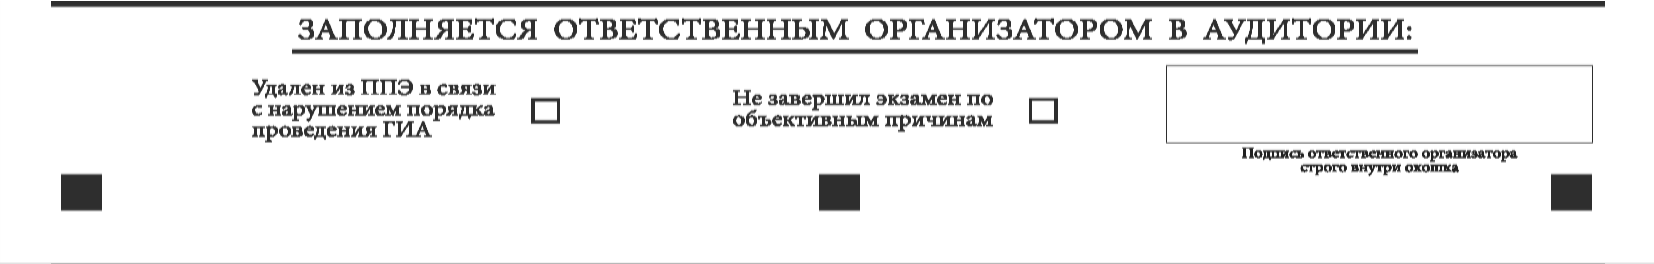 ЗАПОЛНЯЕТСЯ ОТВЕТСТВЕННЫМ ОРГАНИЗАТОРОМ В АУДИТОРИИ:
Удален из ППЭ в связи
с нарушением порядка
проведения ГИА
Не завершил экзамен по
объективным причинам
Подпись ответственного организатора
строго внутри окошка